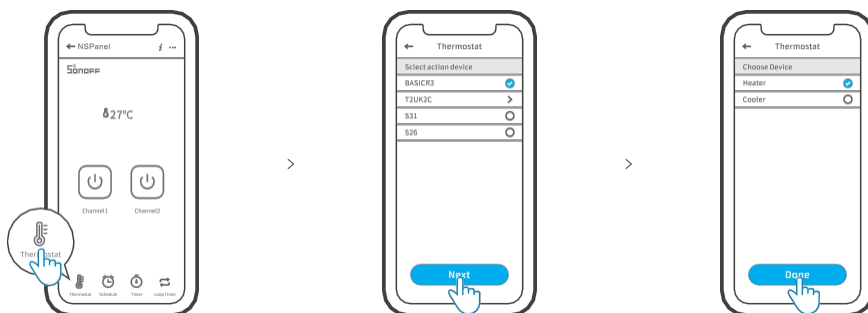 ← NSPanel i ...
SONOFF
27°C
Channel1 Channel2
Thermostat
Thermostat Schedule Timer Loop Timer
>
← Thermostat
Sclect action device
BASICR3
T2UK2C >
S31
S26
Next
>
← Thermostat
Choose Device
Heater
Cooler
Done